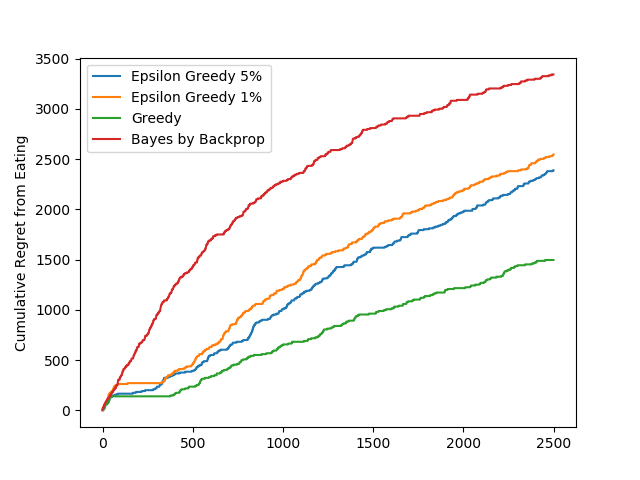 Epsilon Greedy 5%
Epsilon Greedy 1%
Greedy
Bayes by Backprop
Cumulative Regret from Eating
3500
3000
2500
2000
1500
1000
500
0
0 500 1000 1500 2000 2500